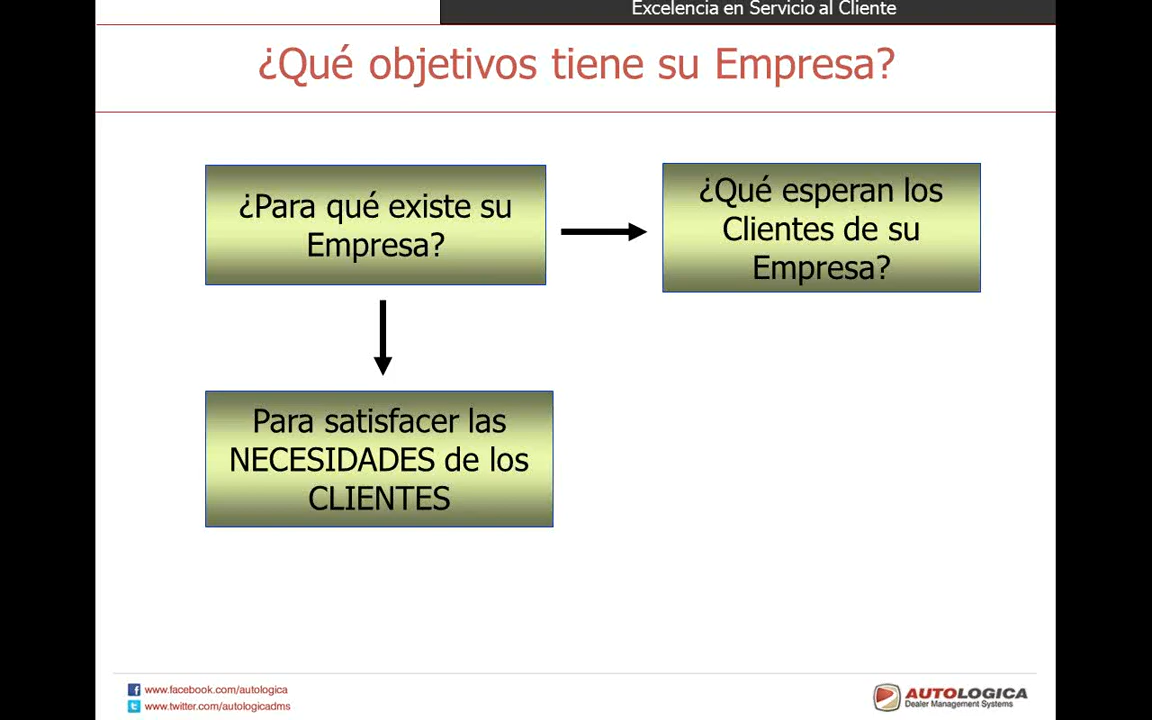 Excelencia en Servicio al Cliente
¿Qué objetivos tiene su Empresa?
¿Para qué existe su
Empresa?
¿Qué esperan los
Clientes de su
Empresa?
Para satisfacer las
NECESIDADES de los
CLIENTES
www.facebook.com/autologica
www.twitter.com/autologicadms
AUTOLOGICA
Dealer Management Systems